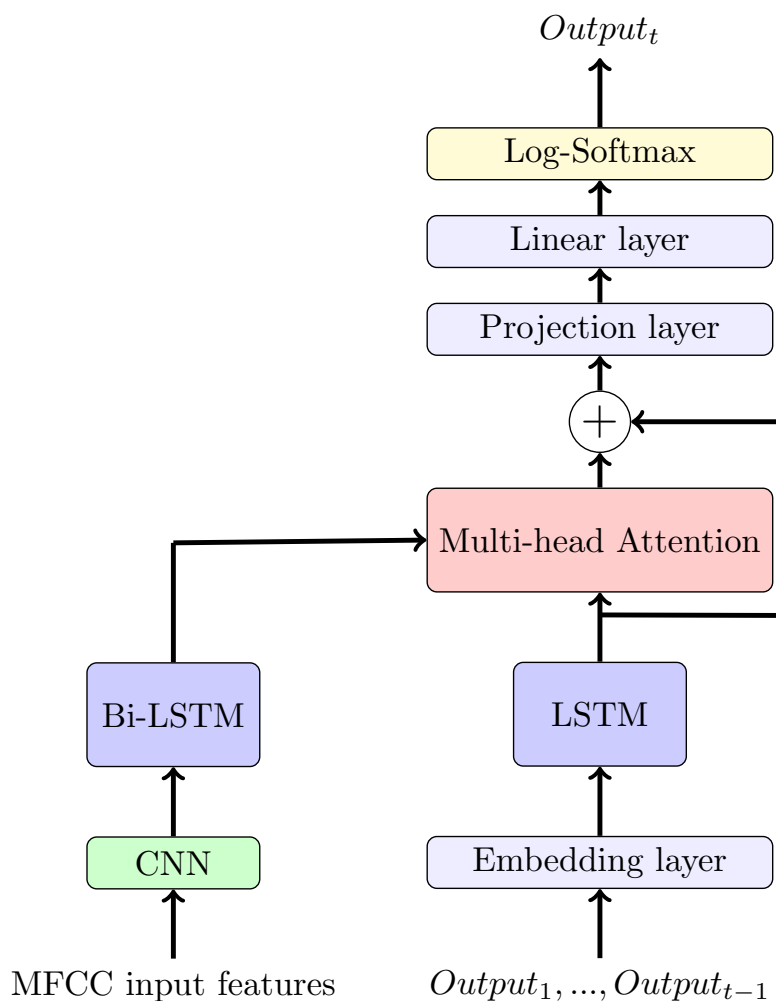 Output_t
Log-Softmax
Linear layer
Projection layer
+
Multi-head Attention
Bi-LSTM
LSTM
CNN
Embedding layer
MFCC input features
Output_1, ..., Output_{t-1}